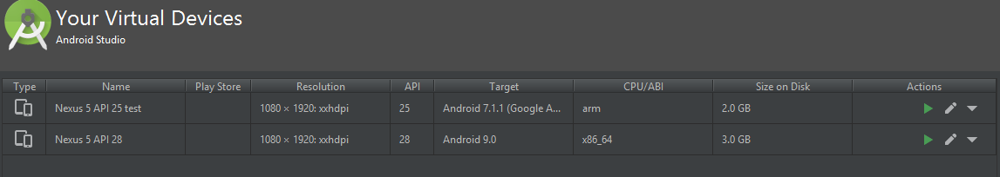 Your Virtual Devices
Android Studio
Type Name Play Store Resolution API Target CPU/ABI Size on Disk Actions
Nexus 5 API 25 test 1080 × 1920: xxhdpi 25 Android 7.1.1 (Google A... arm 2.0 GB
Nexus 5 API 28 1080 × 1920: xxhdpi 28 Android 9.0 x86_64 3.0 GB